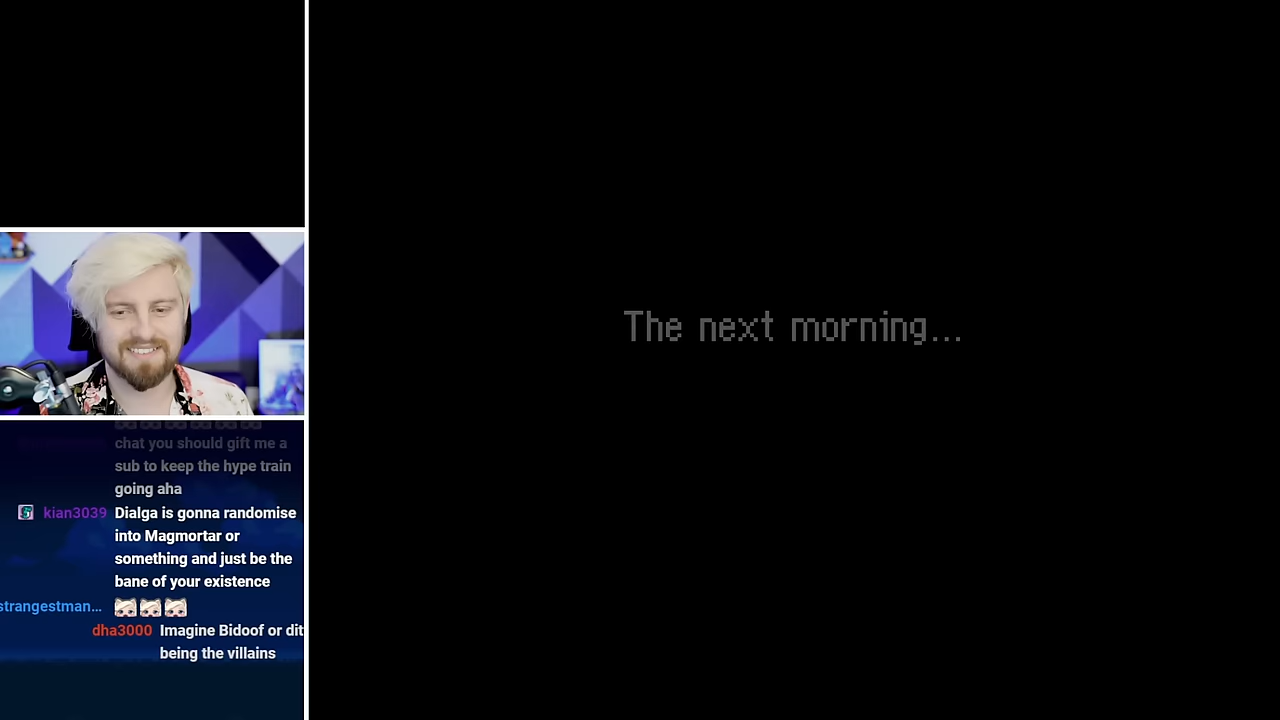 The next morning...
chat you should gift me a
sub to keep the hype train
going aha
kian3039 Dialga is gonna randomise
into Magmortar or
something and just be the
bane of your existence
strangestman...
dha3000 Imagine Bidoof or dit
being the villains